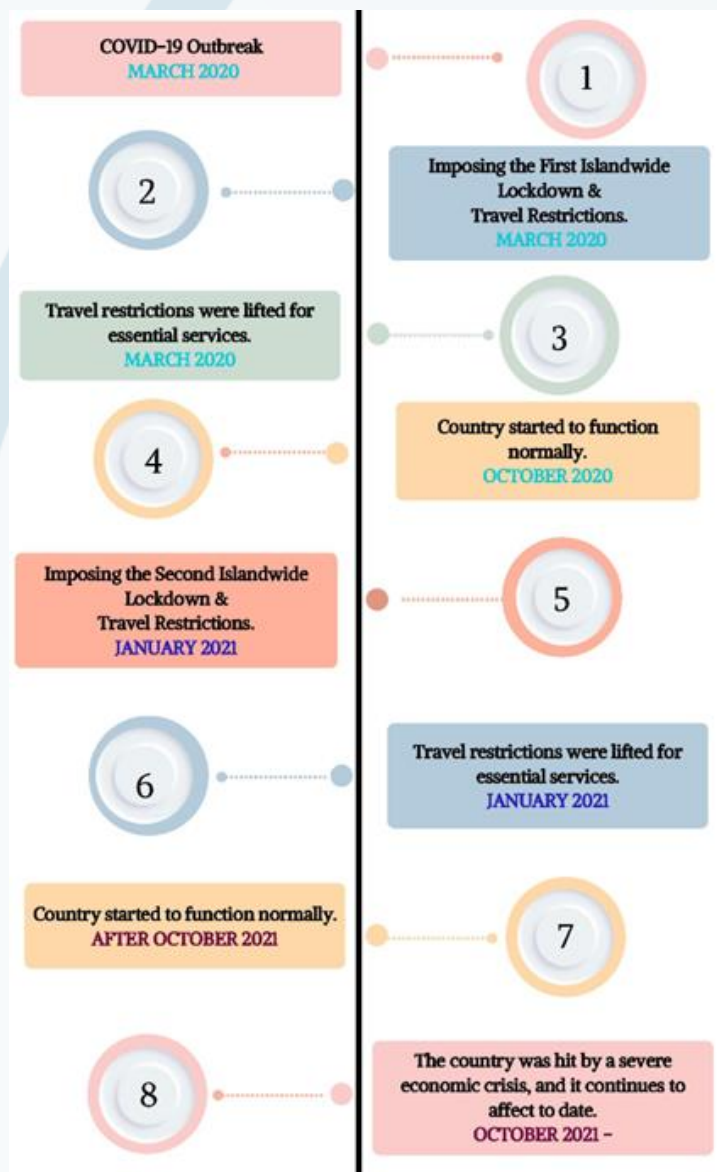 COVID-19 Outbreak
MARCH 2020
1
2
Imposing the First Islandwide
Lockdown &
Travel Restrictions.
MARCH 2020
Travel restrictions were lifted for
essential services.
MARCH 2020
3
4
Country started to function
normally.
OCTOBER 2020
Imposing the Second Islandwide
Lockdown &
Travel Restrictions.
JANUARY 2021
5
6
Travel restrictions were lifted for
essential services.
JANUARY 2021
Country started to function normally.
AFTER OCTOBER 2021
7
8
The country was hit by a severe
economic crisis, and it continues to
affect to date.
OCTOBER 2021 -